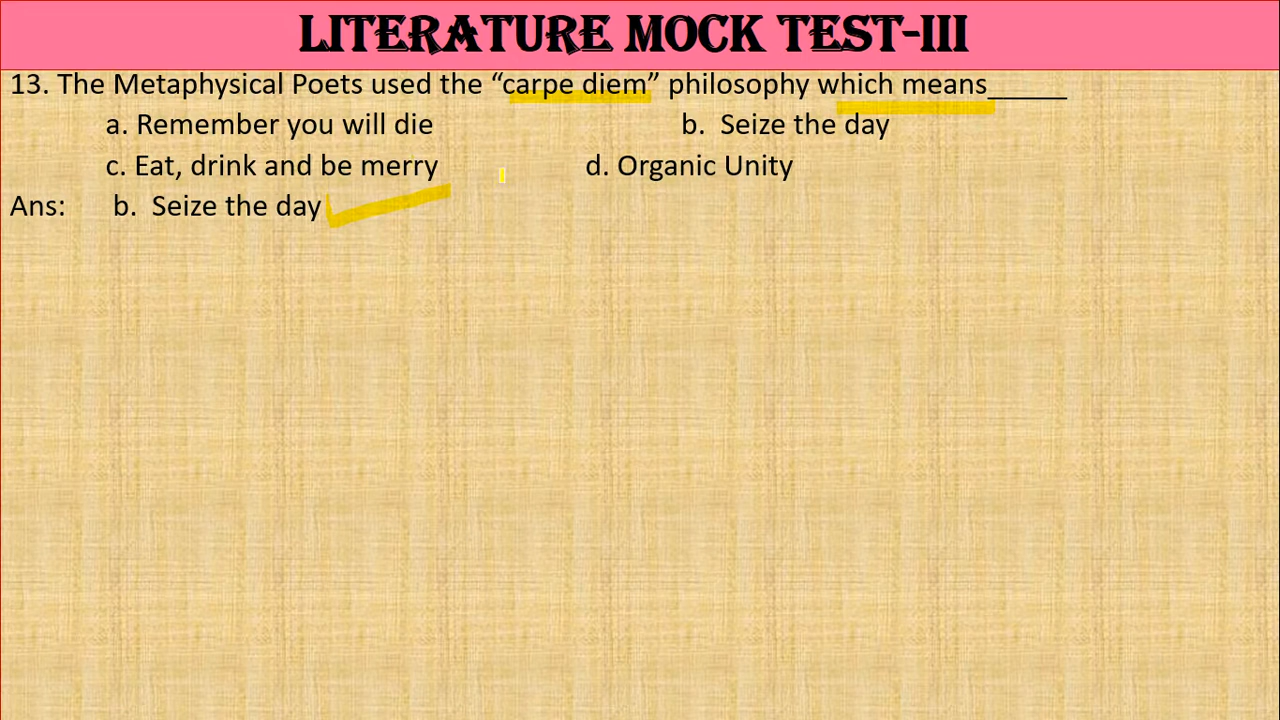 LITERATURE MOCK TEST-III
13. The Metaphysical Poets used the “carpe diem” philosophy which means_____
a. Remember you will die b. Seize the day
c. Eat, drink and be merry d. Organic Unity
Ans: b. Seize the day